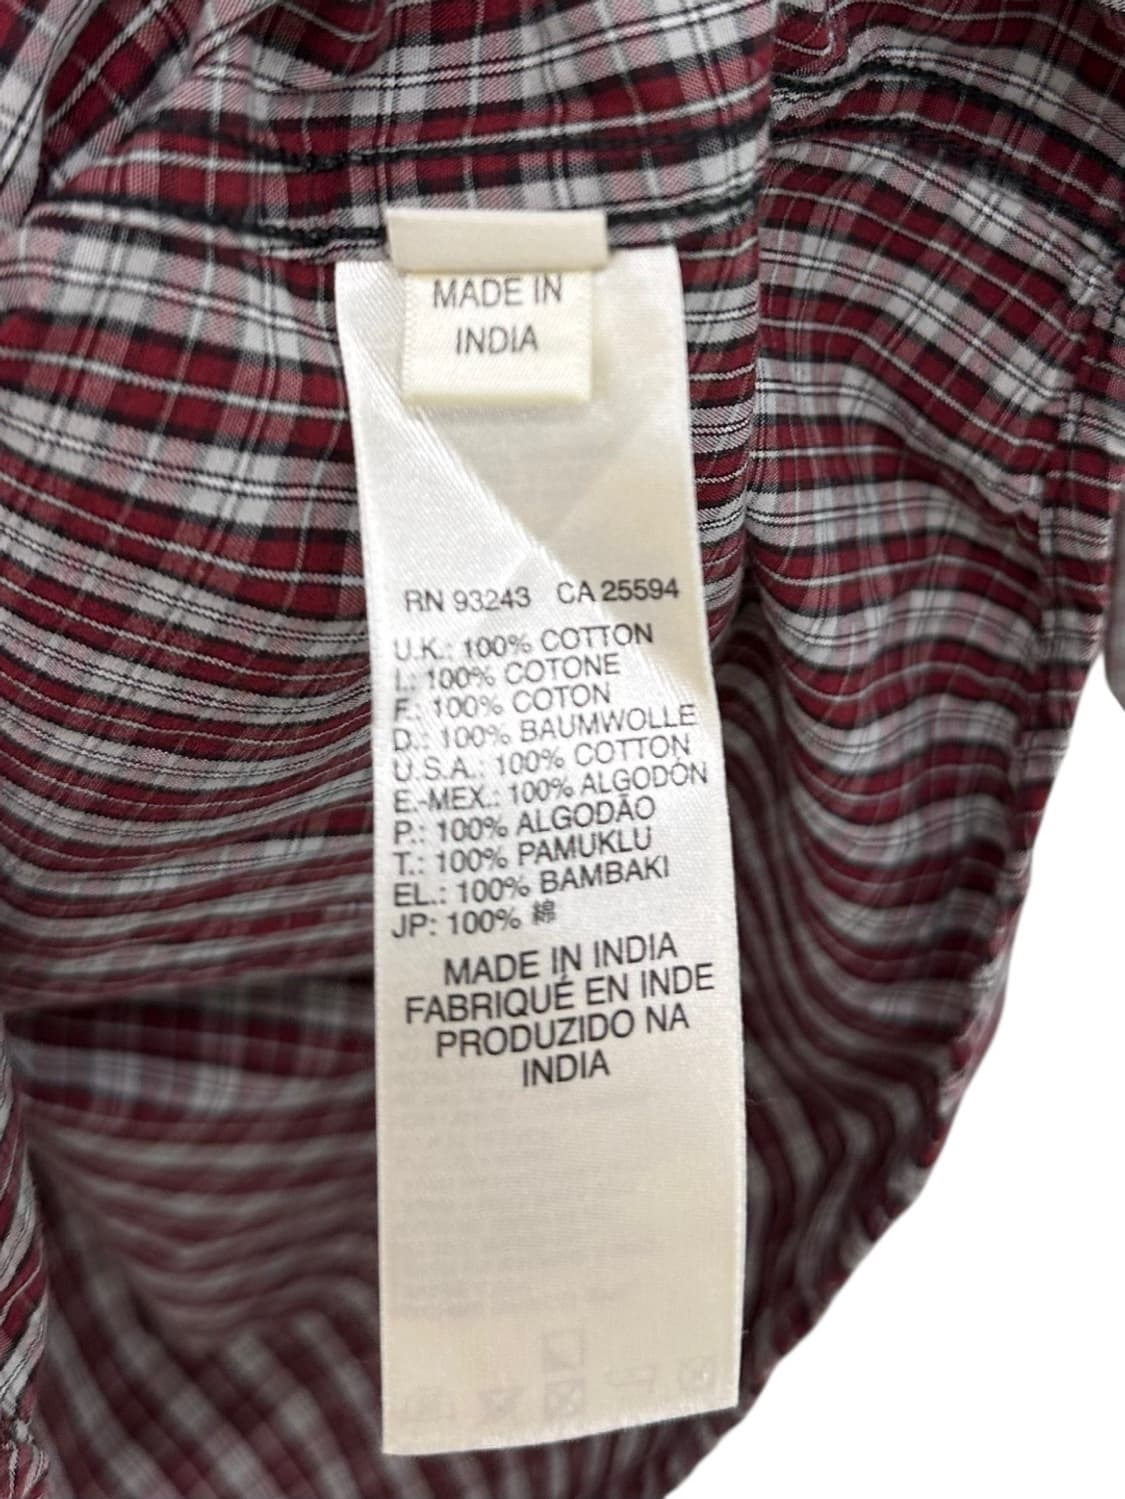 MADE IN
INDIA
RN 93243 CA 25594
U.K.: 100% COTTON
I.: 100% COTONE
F.: 100% COTON
D.: 100% BAUMWOLLE
U.S.A.: 100% COTTON
E.-MEX.: 100% ALGODÓN
P.: 100% ALGODÃO
T.: 100% PAMUKLU
EL.: 100% BAMBAKI
JP: 100% 綿
MADE IN INDIA
FABRIQUÉ EN INDE
PRODUZIDO NA
INDIA